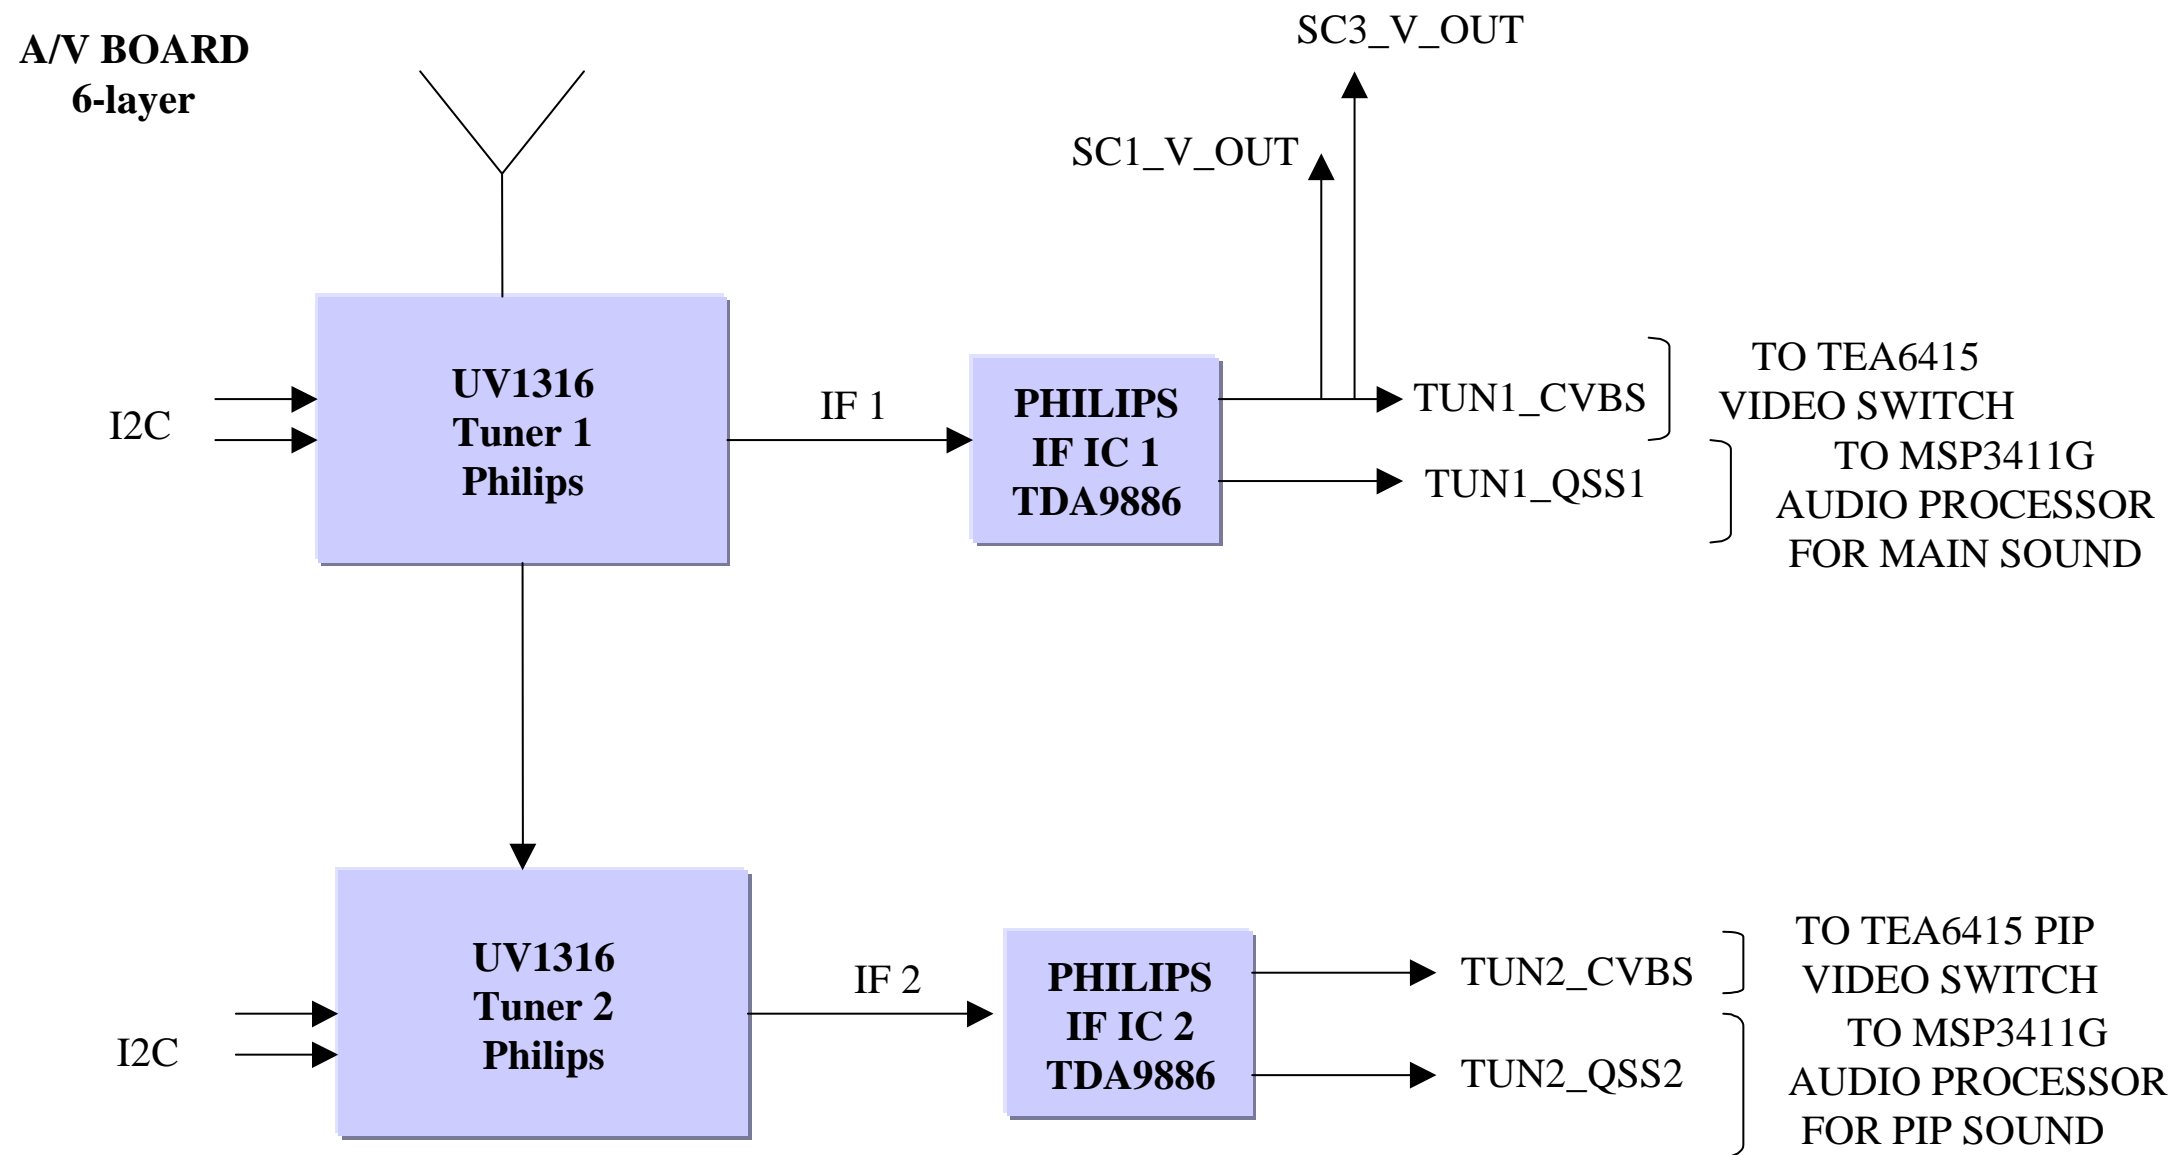 A/V BOARD
6-layer
SC3_V_OUT
SC1_V_OUT
I2C
UV1316
Tuner 1
Philips
IF 1
PHILIPS
IF IC 1
TDA9886
TUN1_CVBS
TUN1_QSS1
TO TEA6415
VIDEO SWITCH
TO MSP3411G
AUDIO PROCESSOR
FOR MAIN SOUND
I2C
UV1316
Tuner 2
Philips
IF 2
PHILIPS
IF IC 2
TDA9886
TUN2_CVBS
TUN2_QSS2
TO TEA6415 PIP
VIDEO SWITCH
TO MSP3411G
AUDIO PROCESSOR
FOR PIP SOUND